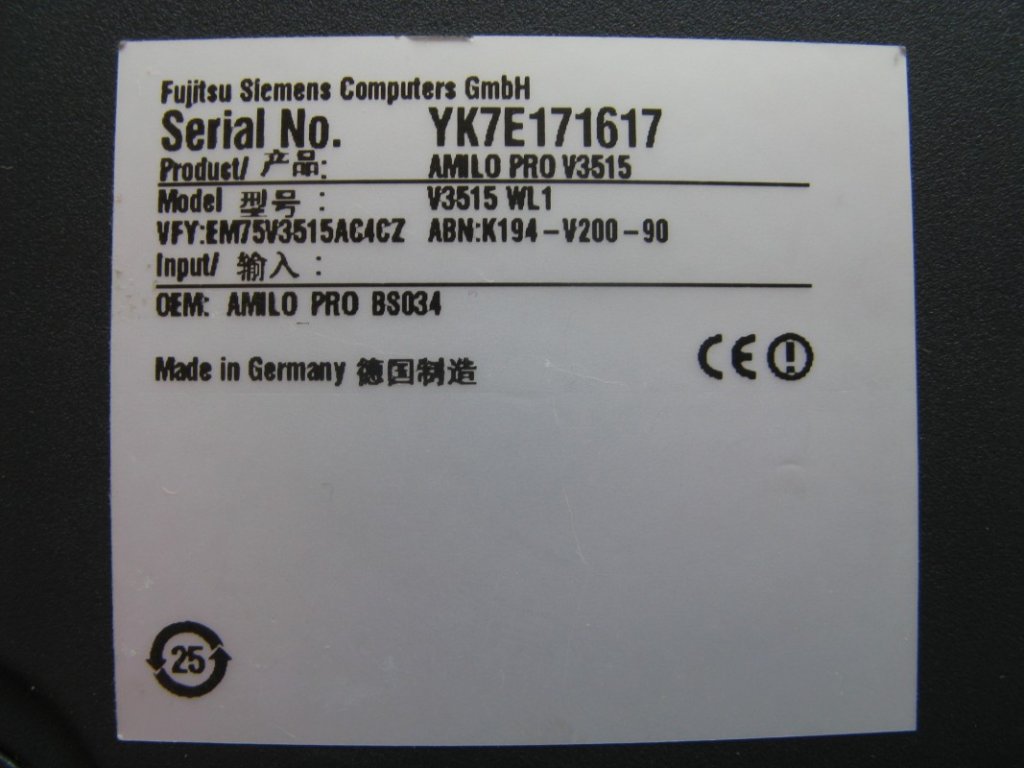 Fujitsu Siemens Computers GmbH
Serial No. YK7E171617
Product/ 产品: AMILO PRO V3515
Model 型号 : V3515 WL1
VFY:EM75V3515AC4CZ ABN:K194-V200-90
Input/ 输入 :
OEM: AMILO PRO BS034
Made in Germany 德国制造
CE
25